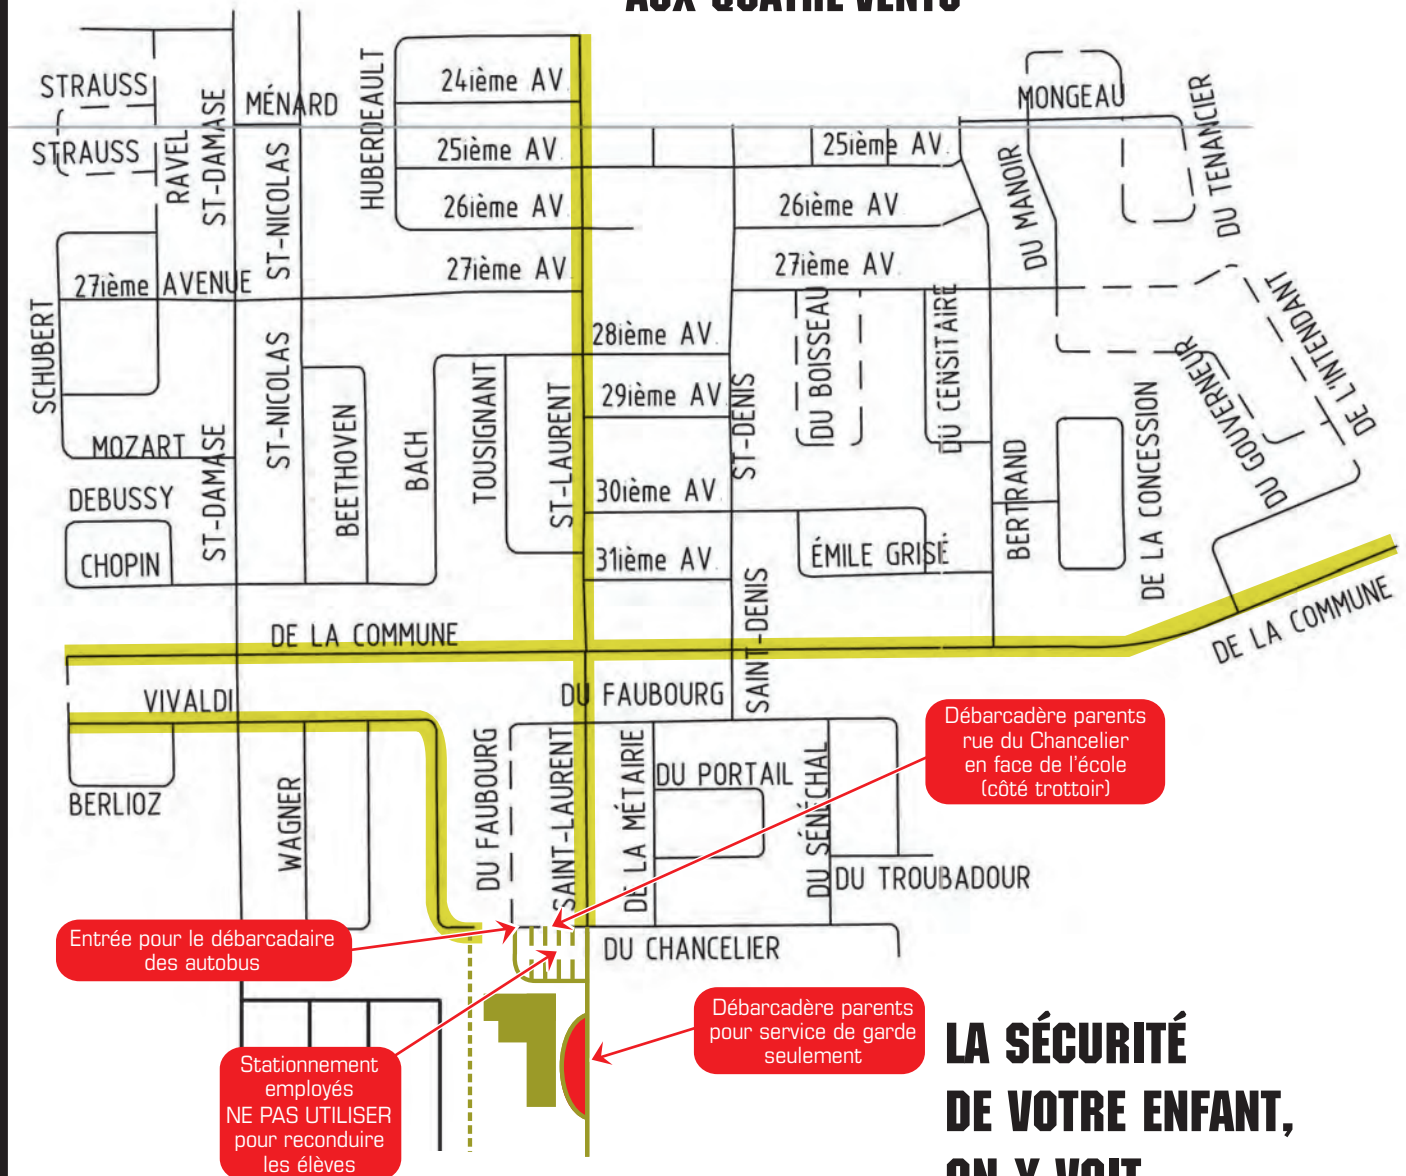 AUX QUATRE VENTS
STRAUSS
STRAUSS
RAVEL
ST-DAMASE
MÉNARD
ST-NICOLAS
HUBERDEAULT
24ième AV.
25ième AV.
26ième AV.
27ième AV.
25ième AV.
26ième AV.
27ième AV.
MONGEAU
DU TENANCIER
DU MANOIR
27ième AVENUE
SCHUBERT
MOZART
DEBUSSY
CHOPIN
ST-DAMASE
ST-NICOLAS
BEETHOVEN
BACH
TOUSIGNANT
ST-LAURENT
28ième AV.
29ième AV.
30ième AV.
31ième AV.
ST-DENIS
DU BOISSEAU
DU CENSITAIRE
ÉMILE GRISÉ
BERTRAND
DE LA CONCESSION
DU GOUVERNEUR
DE L'INTENDANT
DE LA COMMUNE
DE LA COMMUNE
SAINT-DENIS
VIVALDI
BERLIOZ
WAGNER
DU FAUBOURG
DU FAUBOURG
SAINT-LAURENT
DE LA MÉTAIRIE
DU PORTAIL
DU SÉNÉCHAL
DU TROUBADOUR
DU CHANCELIER
Débarcadère parents
rue du Chancelier
en face de l'école
(côté trottoir)
Entrée pour le débarcadaire
des autobus
Débarcadère parents
pour service de garde
seulement
Stationnement
employés
NE PAS UTILISER
pour reconduire
les élèves
LA SÉCURITÉ
DE VOTRE ENFANT,
ON Y VOIT